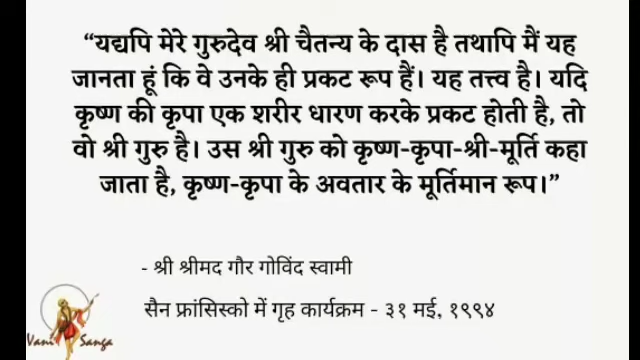 “यद्यपि मेरे गुरुदेव श्री चैतन्य के दास है तथापि मैं यह
जानता हूं कि वे उनके ही प्रकट रूप हैं। यह तत्त्व है। यदि
कृष्ण की कृपा एक शरीर धारण करके प्रकट होती है, तो
वो श्री गुरु है। उस श्री गुरु को कृष्ण-कृपा-श्री-मूर्ति कहा
जाता है, कृष्ण-कृपा के अवतार के मूर्तिमान रूप।”
- श्री श्रीमद गौर गोविंद स्वामी
सैन फ्रांसिस्को में गृह कार्यक्रम - ३१ मई, १९९४
Vani Sanga